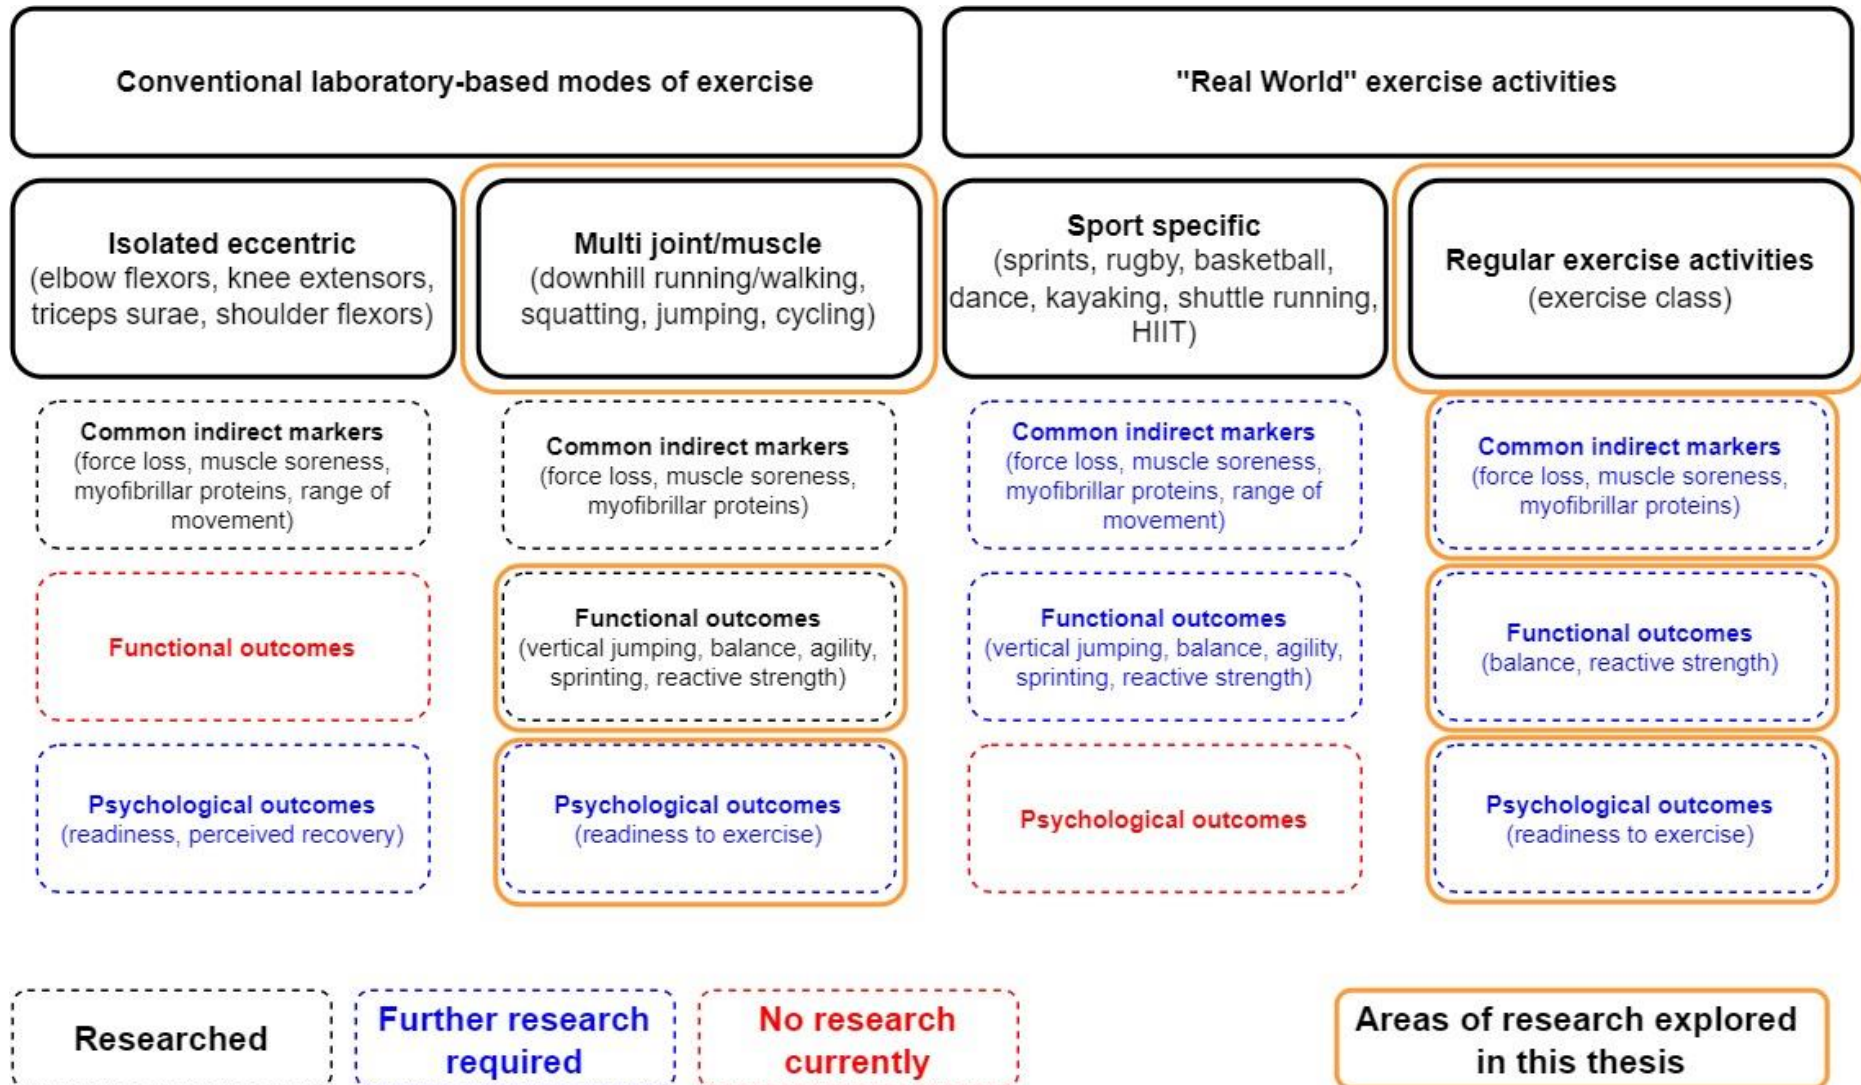 Conventional laboratory-based modes of exercise
"Real World" exercise activities
Isolated eccentric
(elbow flexors, knee extensors,
triceps surae, shoulder flexors)
Multi joint/muscle
(downhill running/walking,
squatting, jumping, cycling)
Sport specific
(sprints, rugby, basketball,
dance, kayaking, shuttle running,
HIIT)
Regular exercise activities
(exercise class)
Common indirect markers
(force loss, muscle soreness,
myofibrillar proteins, range of
movement)
Common indirect markers
(force loss, muscle soreness,
myofibrillar proteins)
Common indirect markers
(force loss, muscle soreness,
myofibrillar proteins, range of
movement)
Common indirect markers
(force loss, muscle soreness,
myofibrillar proteins)
Functional outcomes
Functional outcomes
(vertical jumping, balance, agility,
sprinting, reactive strength)
Functional outcomes
(vertical jumping, balance, agility,
sprinting, reactive strength)
Functional outcomes
(balance, reactive strength)
Psychological outcomes
(readiness, perceived recovery)
Psychological outcomes
(readiness to exercise)
Psychological outcomes
Psychological outcomes
(readiness to exercise)
Researched
Further research
required
No research
currently
Areas of research explored
in this thesis